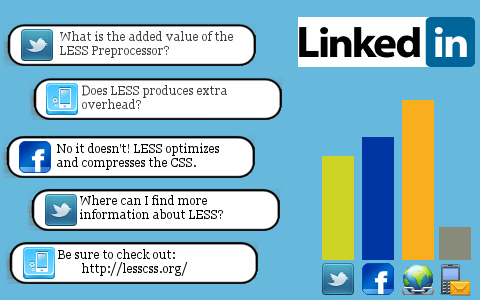 What is the added value of the
LESS Preprocessor?
Does LESS produces extra
overhead?
No it doesn't! LESS optimizes
and compresses the CSS.
Where can I find more
information about LESS?
Be sure to check out:
http://lesscss.org/
Linked in